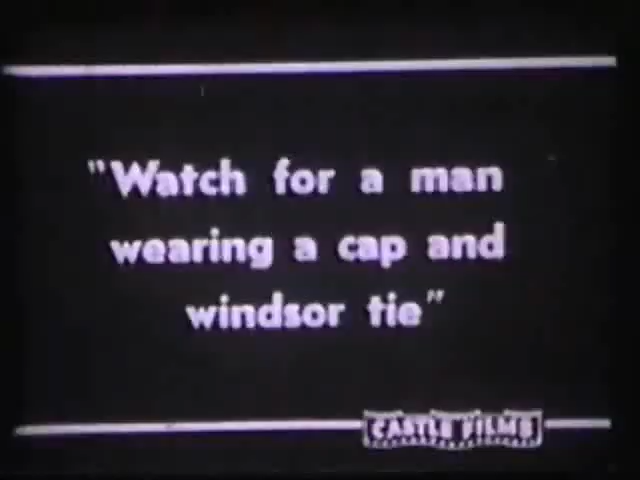 "Watch for a man
wearing a cap and
windsor tie"
CASTLE FILMS